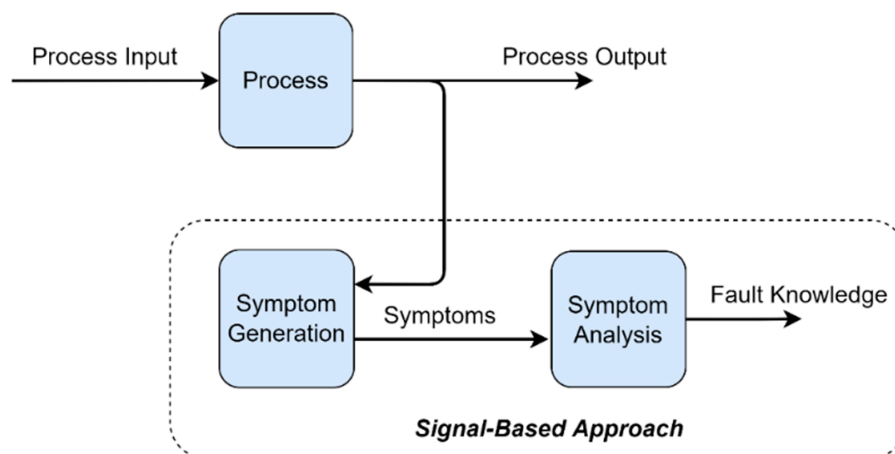 Process Input
Process
Process Output
Symptom
Generation
Symptoms
Symptom
Analysis
Fault Knowledge
Signal-Based Approach